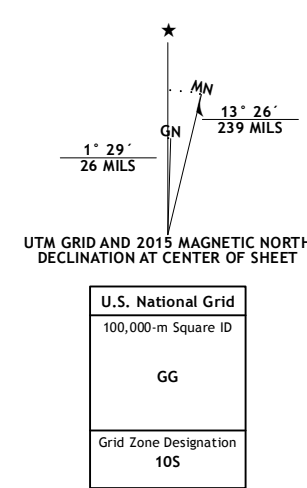 MN
GN
13° 26´
239 MILS
1° 29´
26 MILS
UTM GRID AND 2015 MAGNETIC NORTH
DECLINATION AT CENTER OF SHEET
U.S. National Grid
100,000-m Square ID
GG
Grid Zone Designation
10S